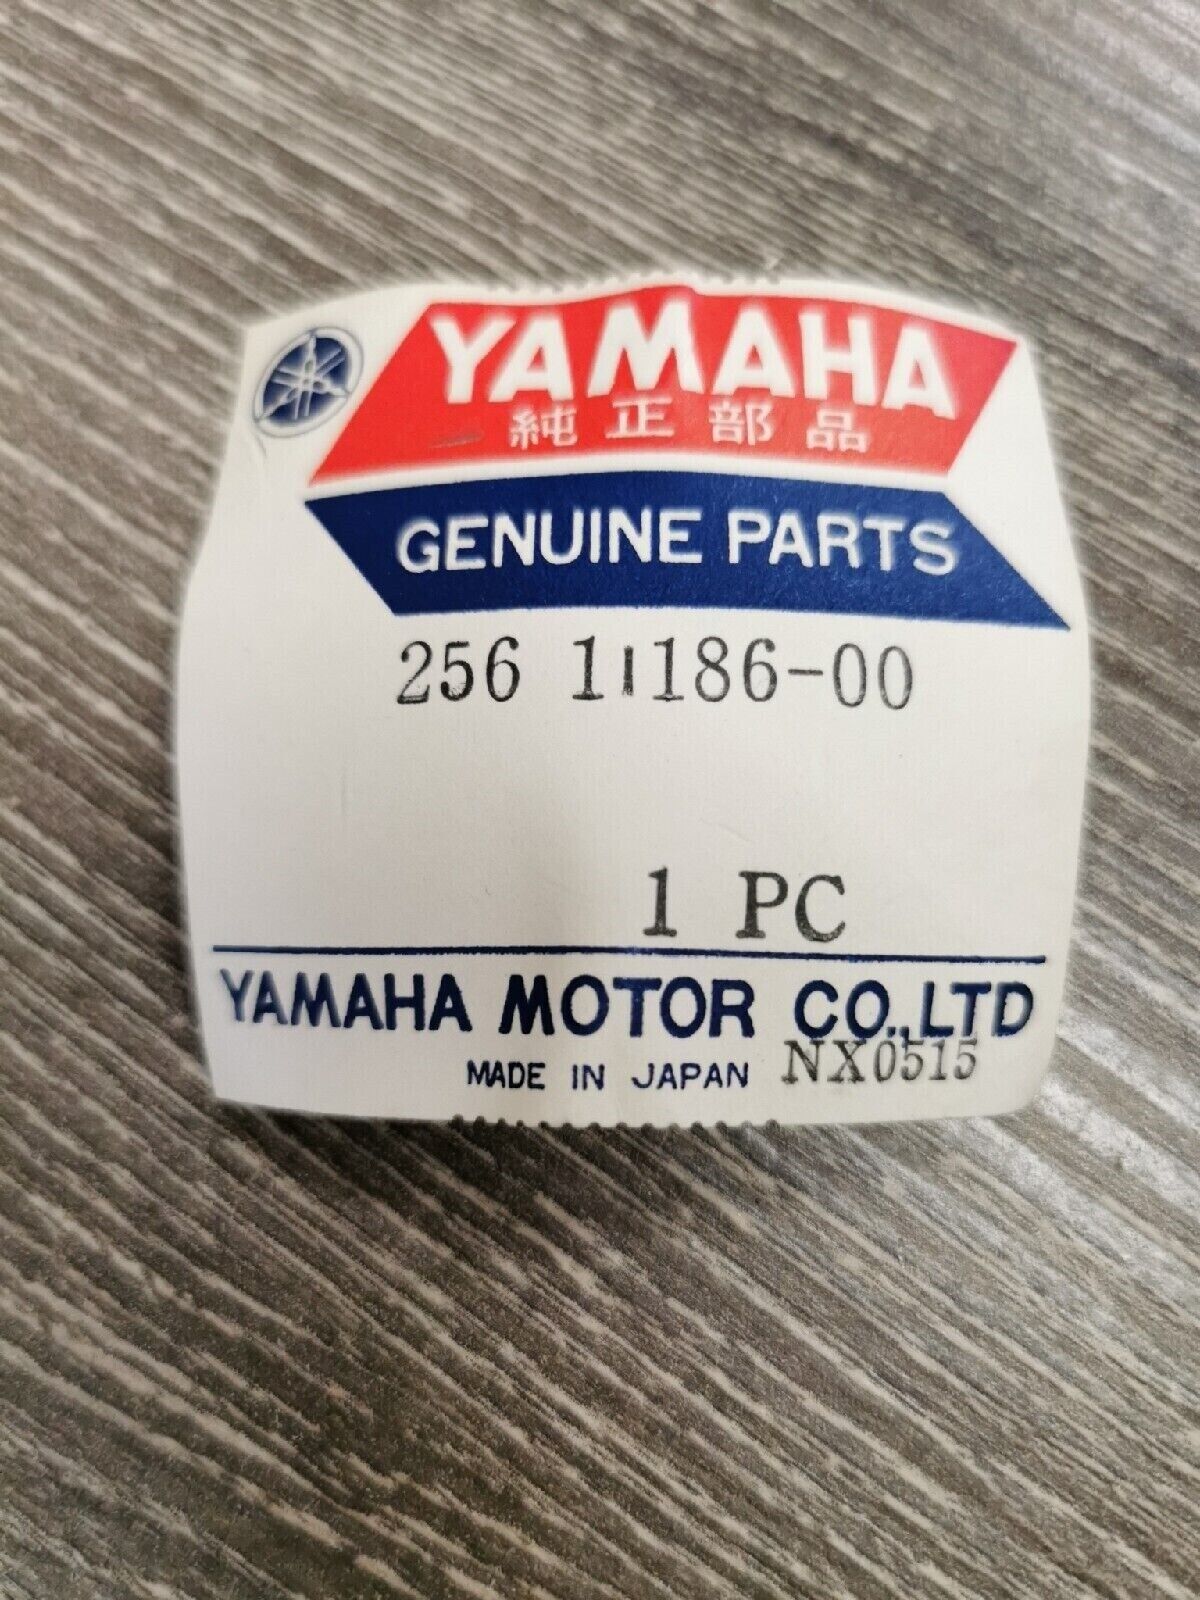 YAMAHA
純正部品
GENUINE PARTS
256 11186-00
1 PC
YAMAHA MOTOR CO.,LTD
MADE IN JAPAN NX0515